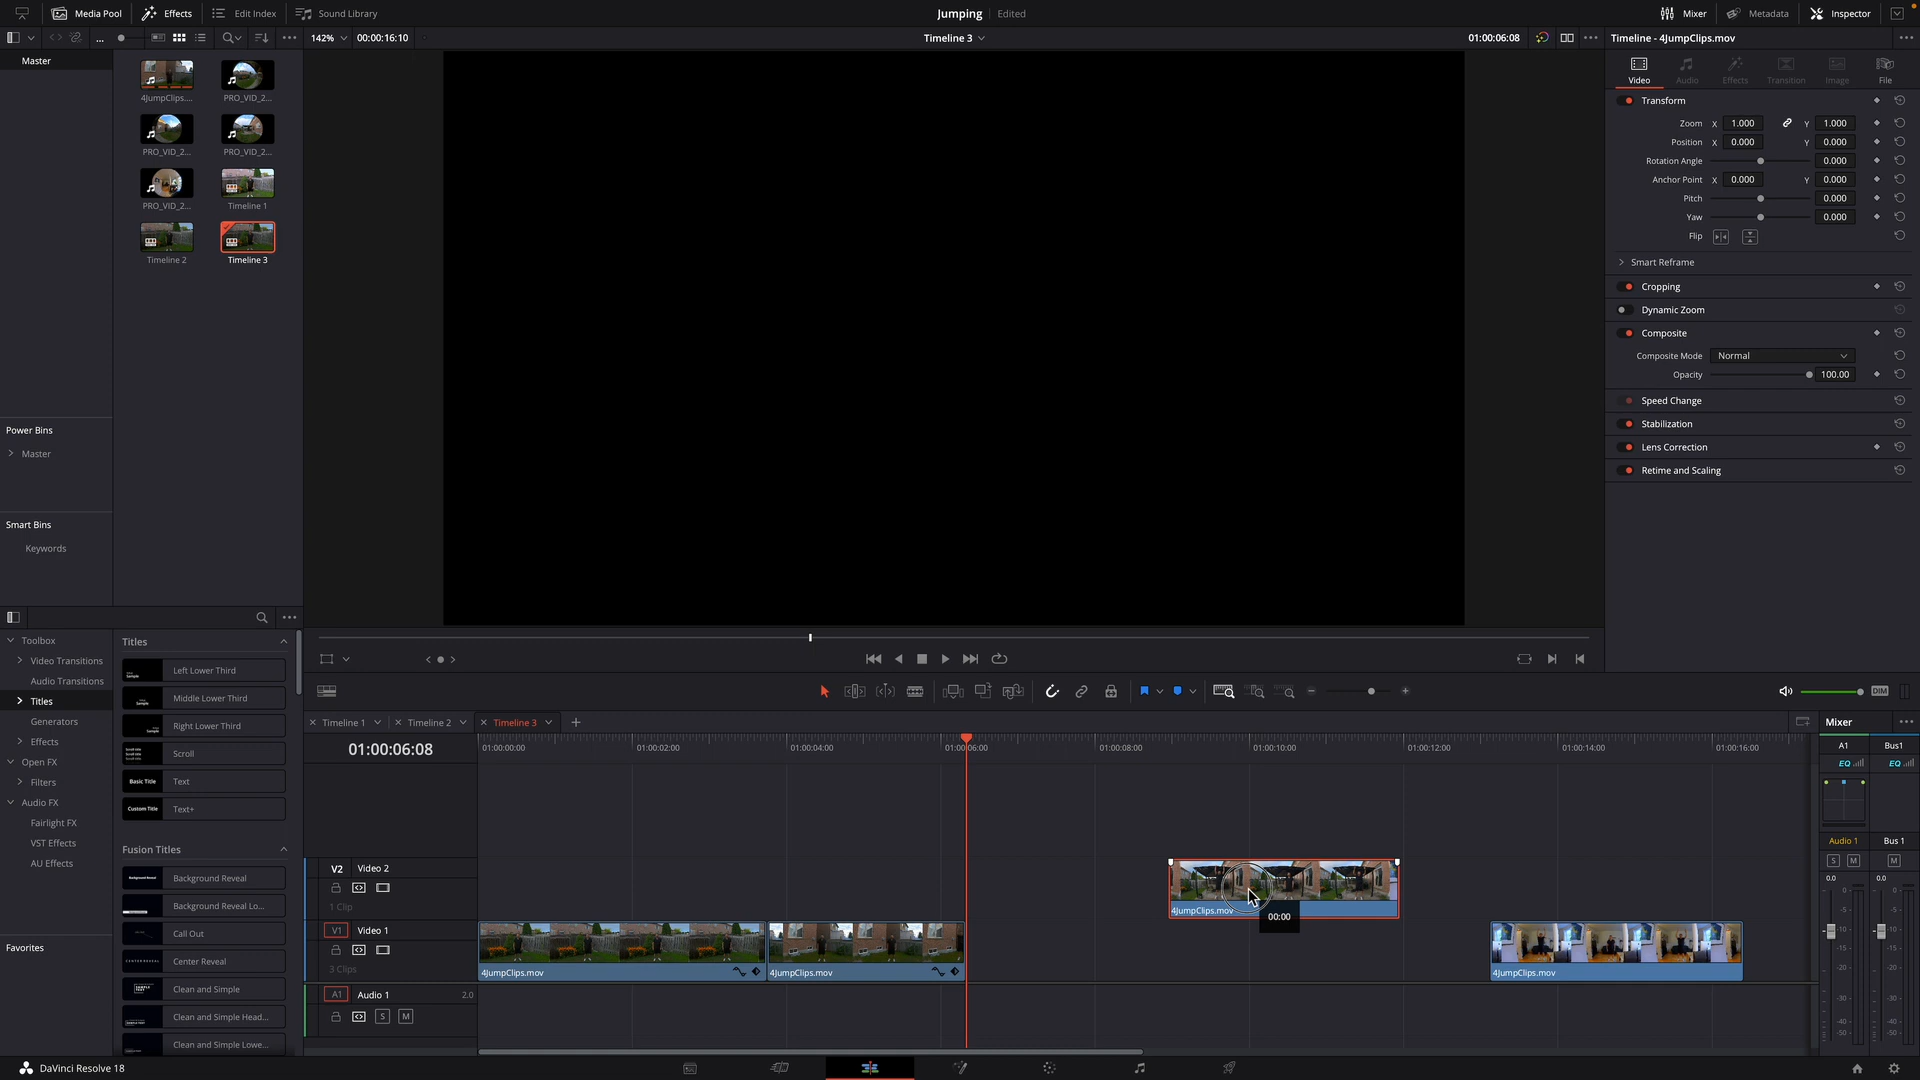 Media Pool Effects Edit Index Sound Library Jumping Edited Mixer Metadata Inspector
... 142% 00:00:16:10 Timeline 3 01:00:06:08 Timeline - 4JumpClips.mov
Master
4JumpClips.... PRO_VID_2...
PRO_VID_2... PRO_VID_2...
PRO_VID_2... Timeline 1
Timeline 2 Timeline 3
Power Bins
Master
Smart Bins
Keywords
Video Audio Effects Transition Image File
Transform
Zoom X 1.000 Y 1.000
Position X 0.000 Y 0.000
Rotation Angle 0.000
Anchor Point X 0.000 Y 0.000
Pitch 0.000
Yaw 0.000
Flip
Smart Reframe
Cropping
Dynamic Zoom
Composite
Composite Mode Normal
Opacity 100.00
Speed Change
Stabilization
Lens Correction
Retime and Scaling
Toolbox
Video Transitions
Audio Transitions
Titles
Generators
Effects
Open FX
Filters
Audio FX
Fairlight FX
VST Effects
AU Effects
Favorites
Titles
Left Lower Third
Middle Lower Third
Right Lower Third
Scroll
Basic Title Text
Custom Title Text+
Fusion Titles
Background Reveal
Background Reveal Lo...
Call Out
Center Reveal
Clean and Simple
Clean and Simple Head...
Clean and Simple Lowe...
DIM
Timeline 1 Timeline 2 Timeline 3
01:00:06:08
01:00:00:00 01:00:02:00 01:00:04:00 01:00:06:00 01:00:08:00 01:00:10:00 01:00:12:00 01:00:14:00 01:00:16:00
V2 Video 2
1 Clip
4JumpClips.mov
00:00
V1 Video 1
3 Clips
4JumpClips.mov 4JumpClips.mov 4JumpClips.mov
A1 Audio 1 2.0
S M
Mixer
A1 Bus1
EQ EQ
Audio 1 Bus 1
S M M
0.0 0.0
DaVinci Resolve 18